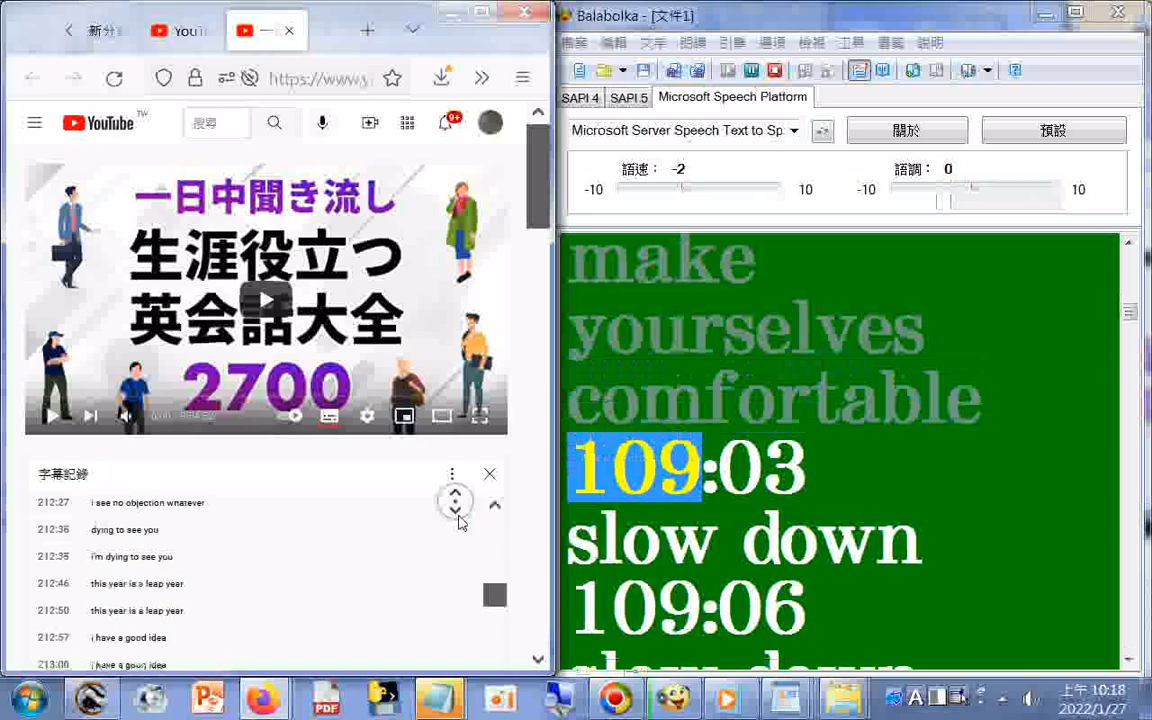 新分
YouT
一
https://www.y
YouTube TW
搜尋
9+
一日中聞き流し
生涯役立つ
英会話大全
2700
字幕記錄
212:27 i see no objection whatever
212:36 dying to see you
212:35 i'm dying to see you
212:46 this year is a leap year
212:50 this year is a leap year
212:57 i have a good idea
213:00 i have a good idea
Balabolka - [文件1]
檔案 編輯 文字 閱讀 引擎 選項 檢視 工具 書籤 說明
SAPI 4 SAPI 5 Microsoft Speech Platform
Microsoft Server Speech Text to Sp
關於
預設
語速： -2
語調： 0
-10 10 -10 10
make
yourselves
comfortable
109:03
slow down
109:06
slow down
PDF
A
上午 10:18
2022/1/27